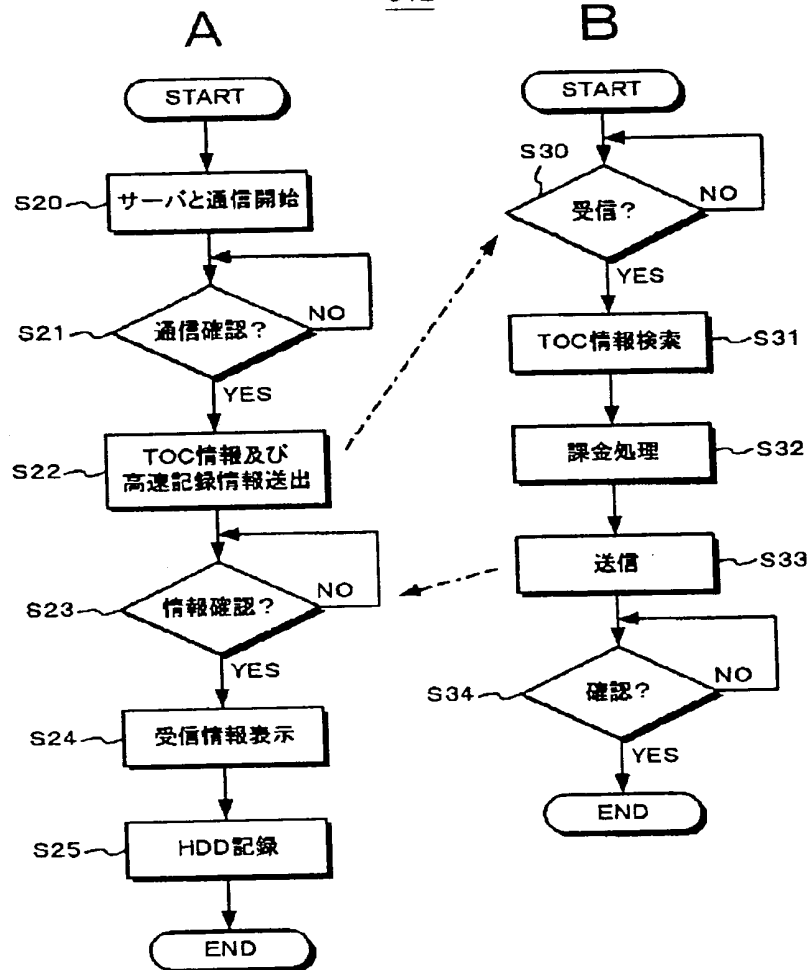 A
START
S20
サーバと通信開始
S21
通信確認?
NO
YES
S22
TOC情報及び
高速記録情報送出
S23
情報確認?
NO
YES
S24
受信情報表示
S25
HDD記録
END
B
START
S30
受信?
NO
YES
TOC情報検索
S31
課金処理
S32
送信
S33
S34
確認?
NO
YES
END